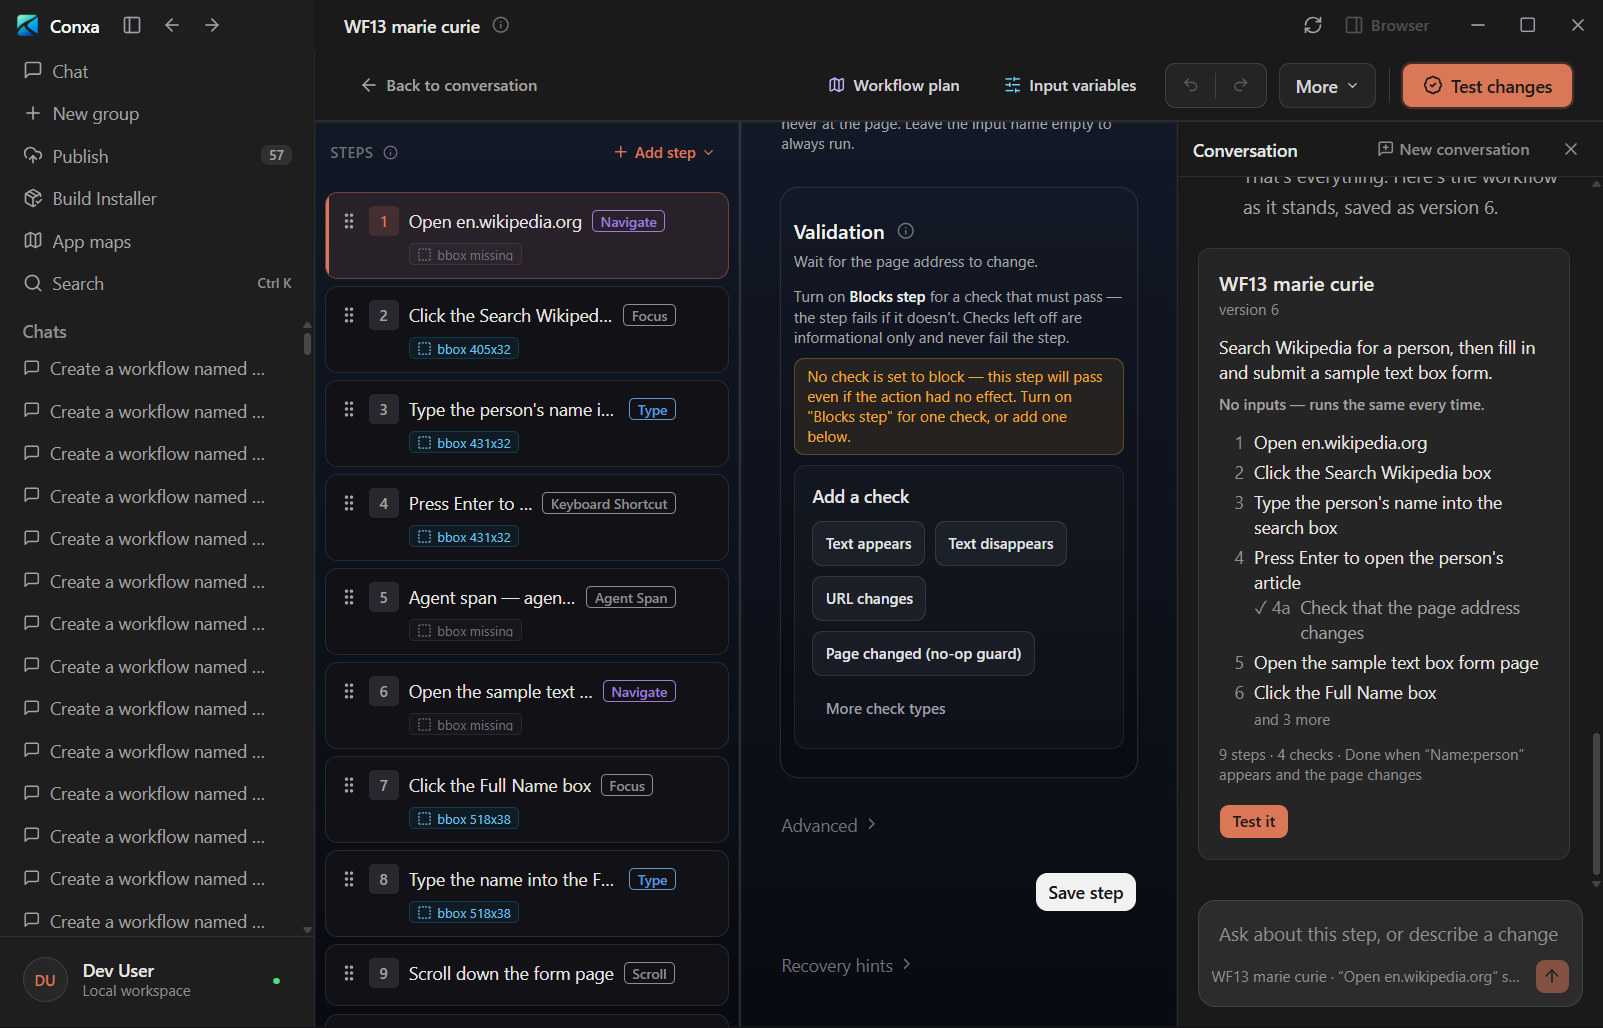 Conxa
WF13 marie curie
Browser
Chat
New group
Publish
57
Build Installer
App maps
Search
Ctrl K
Chats
Create a workflow named ...
Create a workflow named ...
Create a workflow named ...
Create a workflow named ...
Create a workflow named ...
Create a workflow named ...
Create a workflow named ...
Create a workflow named ...
Create a workflow named ...
Create a workflow named ...
Create a workflow named ...
Create a workflow named ...
Create a workflow named ...
Create a workflow named ...
DU
Dev User
Local workspace
Back to conversation
Workflow plan
Input variables
More
Test changes
STEPS
Add step
1
Open en.wikipedia.org
Navigate
bbox missing
2
Click the Search Wikiped...
Focus
bbox 405x32
3
Type the person's name i...
Type
bbox 431x32
4
Press Enter to ...
Keyboard Shortcut
bbox 431x32
5
Agent span — agen...
Agent Span
bbox missing
6
Open the sample text ...
Navigate
bbox missing
7
Click the Full Name box
Focus
bbox 518x38
8
Type the name into the F...
Type
bbox 518x38
9
Scroll down the form page
Scroll
never at the page. Leave the input name empty to
always run.
Validation
Wait for the page address to change.
Turn on Blocks step for a check that must pass —
the step fails if it doesn't. Checks left off are
informational only and never fail the step.
No check is set to block — this step will pass
even if the action had no effect. Turn on
"Blocks step" for one check, or add one
below.
Add a check
Text appears
Text disappears
URL changes
Page changed (no-op guard)
More check types
Advanced
Save step
Recovery hints
Conversation
New conversation
That's everything. Here's the workflow
as it stands, saved as version 6.
WF13 marie curie
version 6
Search Wikipedia for a person, then fill in
and submit a sample text box form.
No inputs — runs the same every time.
1 Open en.wikipedia.org
2 Click the Search Wikipedia box
3 Type the person's name into the
search box
4 Press Enter to open the person's
article
✓ 4a Check that the page address
changes
5 Open the sample text box form page
6 Click the Full Name box
and 3 more
9 steps · 4 checks · Done when “Name:person”
appears and the page changes
Test it
Ask about this step, or describe a change
WF13 marie curie · “Open en.wikipedia.org” s...